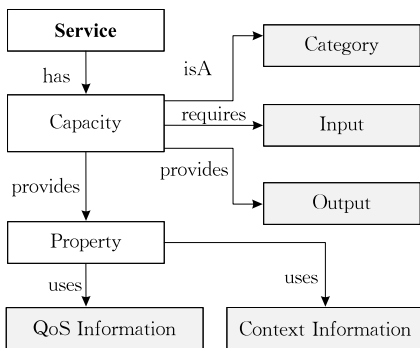 Service
has
isA
Category
Capacity
requires
Input
provides
provides
Output
Property
uses
uses
QoS Information
Context Information